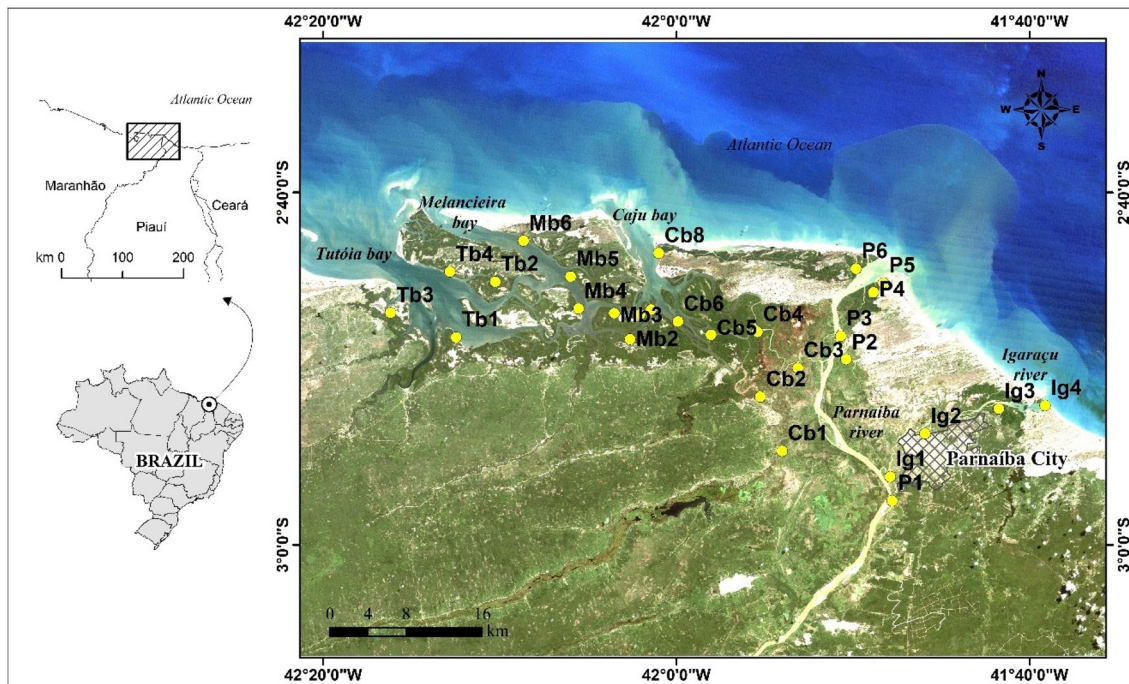 42°20'0"W
42°0'0"W
41°40'0"W
Atlantic Ocean
Maranhão
Ceará
Piauí
km 0 100 200
BRAZIL
N
W E
S
Atlantic Ocean
2°40'0"S
2°40'0"S
Melancieira
bay
Caju bay
Tutóia bay
Mb6
Cb8
P6
P5
Tb4
Tb2
Mb5
P4
Tb3
Mb4
Mb3
Cb6
Cb4
P3
Tb1
Mb2
Cb5
Cb3
P2
Cb2
Igaraçu
river
Ig3
Ig4
Parnaíba
river
Ig2
Cb1
Parnaíba City
Ig1
P1
3°0'0"S
3°0'0"S
0 4 8 16
km
42°20'0"W
42°0'0"W
41°40'0"W